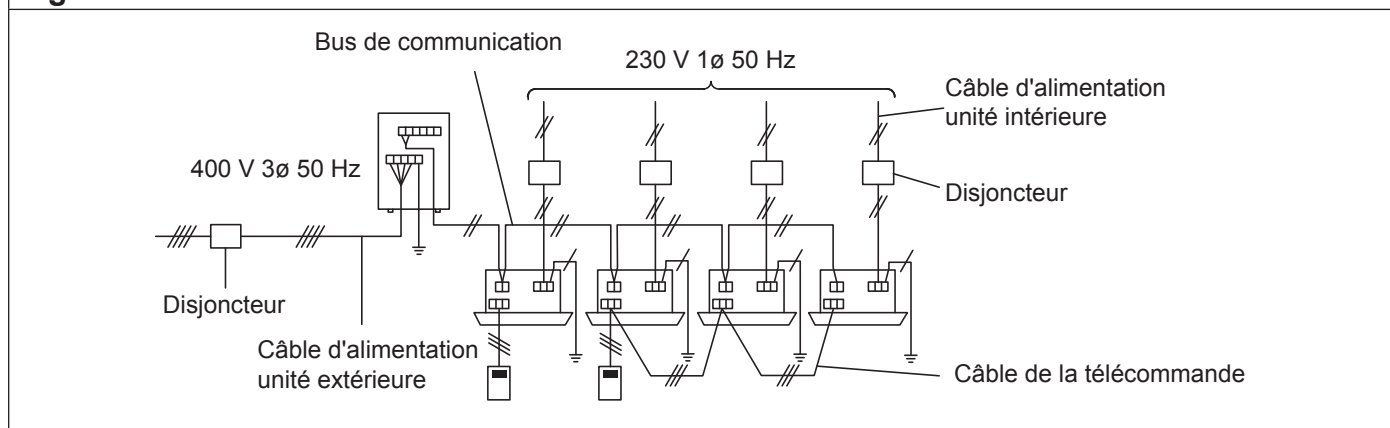 Bus de communication
230 V 1ø 50 Hz
Câble d'alimentation
unité intérieure
400 V 3ø 50 Hz
Disjoncteur
Disjoncteur
Câble d'alimentation
unité extérieure
Câble de la télécommande